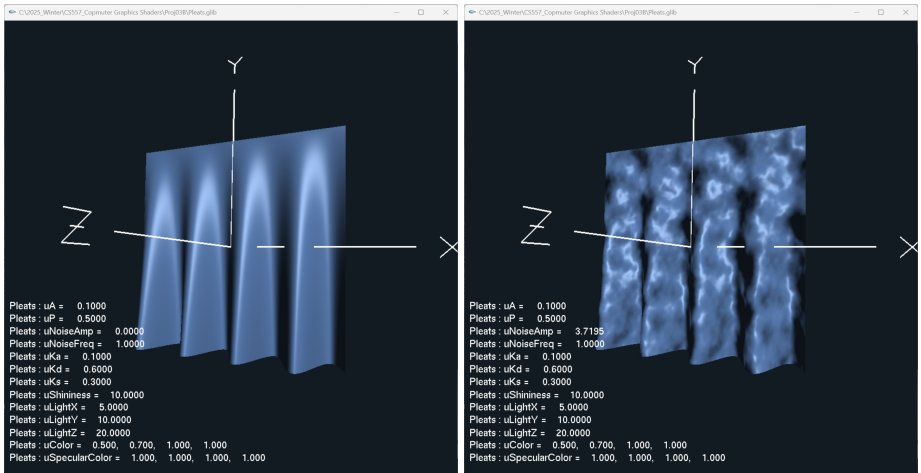 C:\2025_Winter\CS557_Copmuter Graphics Shaders\Proj03B\Pleats.glib
Y
Z
X
Pleats : uA = 0.1000
Pleats : uP = 0.5000
Pleats : uNoiseAmp = 0.0000
Pleats : uNoiseFreq = 1.0000
Pleats : uKa = 0.1000
Pleats : uKd = 0.6000
Pleats : uKs = 0.3000
Pleats : uShininess = 10.0000
Pleats : uLightX = 5.0000
Pleats : uLightY = 10.0000
Pleats : uLightZ = 20.0000
Pleats : uColor = 0.500, 0.700, 1.000, 1.000
Pleats : uSpecularColor = 1.000, 1.000, 1.000, 1.000
C:\2025_Winter\CS557_Copmuter Graphics Shaders\Proj03B\Pleats.glib
Y
Z
X
Pleats : uA = 0.1000
Pleats : uP = 0.5000
Pleats : uNoiseAmp = 3.7195
Pleats : uNoiseFreq = 1.0000
Pleats : uKa = 0.1000
Pleats : uKd = 0.6000
Pleats : uKs = 0.3000
Pleats : uShininess = 10.0000
Pleats : uLightX = 5.0000
Pleats : uLightY = 10.0000
Pleats : uLightZ = 20.0000
Pleats : uColor = 0.500, 0.700, 1.000, 1.000
Pleats : uSpecularColor = 1.000, 1.000, 1.000, 1.000